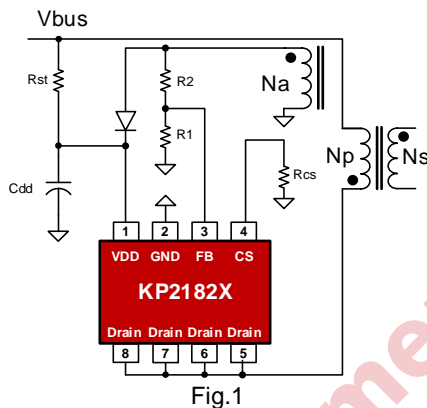 Vbus
Rst
R2
Na
R1
Rcs
Np
Ns
Cdd
1 2 3 4
VDD GND FB CS
KP2182X
Drain Drain Drain Drain
8 7 6 5
Fig.1